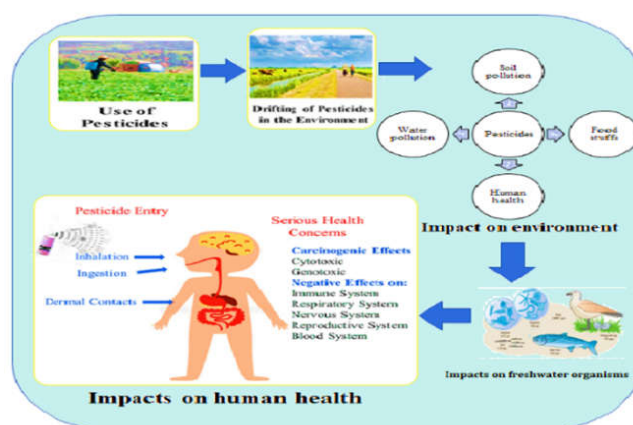 Use of
Pesticides
Drifting of Pesticides
in the Environment
Soil
pollution
Water
pollution
Pesticides
Food
stuffs
Human
health
Impact on environment
Impacts on freshwater organisms
Pesticide Entry
Inhalation
Ingestion
Dermal Contacts
Serious Health
Concerns
Carcinogenic Effects
Cytotoxic
Genotoxic
Negative Effects on:
Immune System
Respiratory System
Nervous System
Reproductive System
Blood System
Impacts on human health